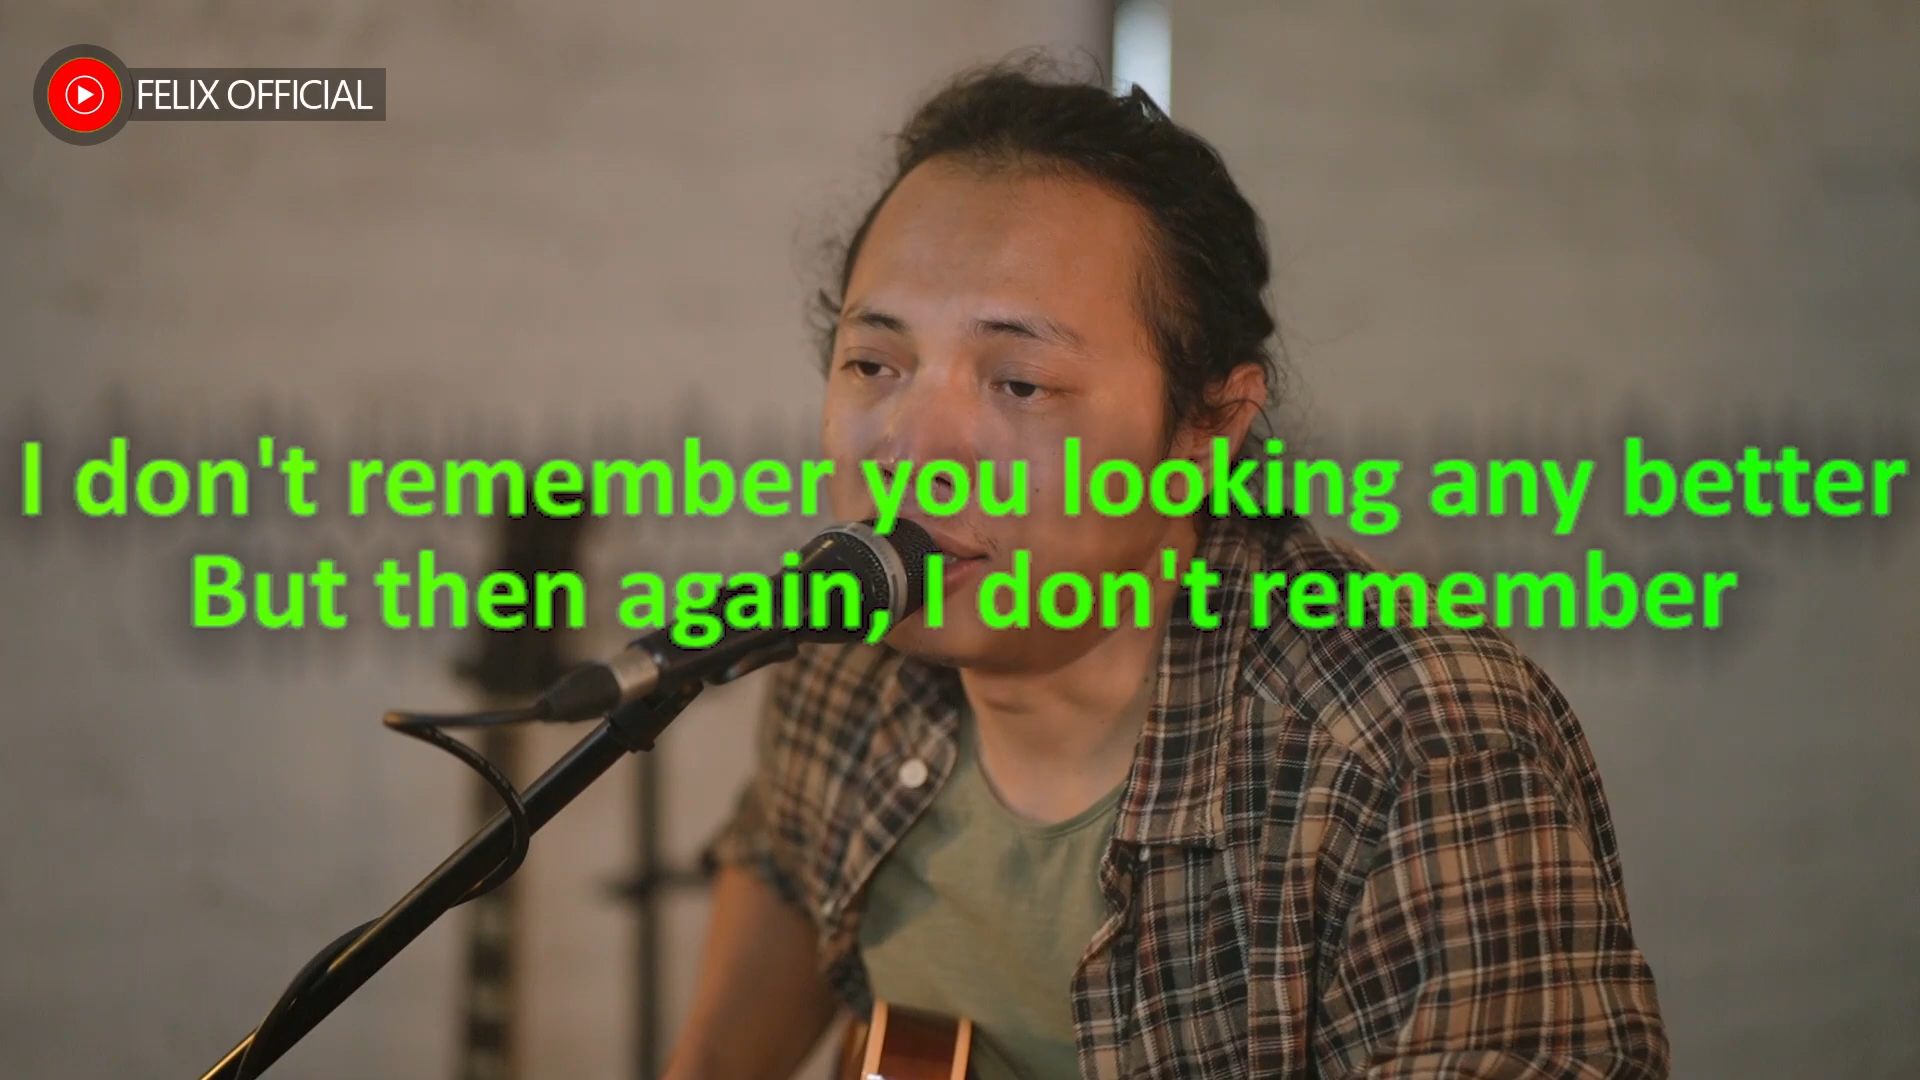 FELIX OFFICIAL
I don't remember you looking any better
But then again, I don't remember